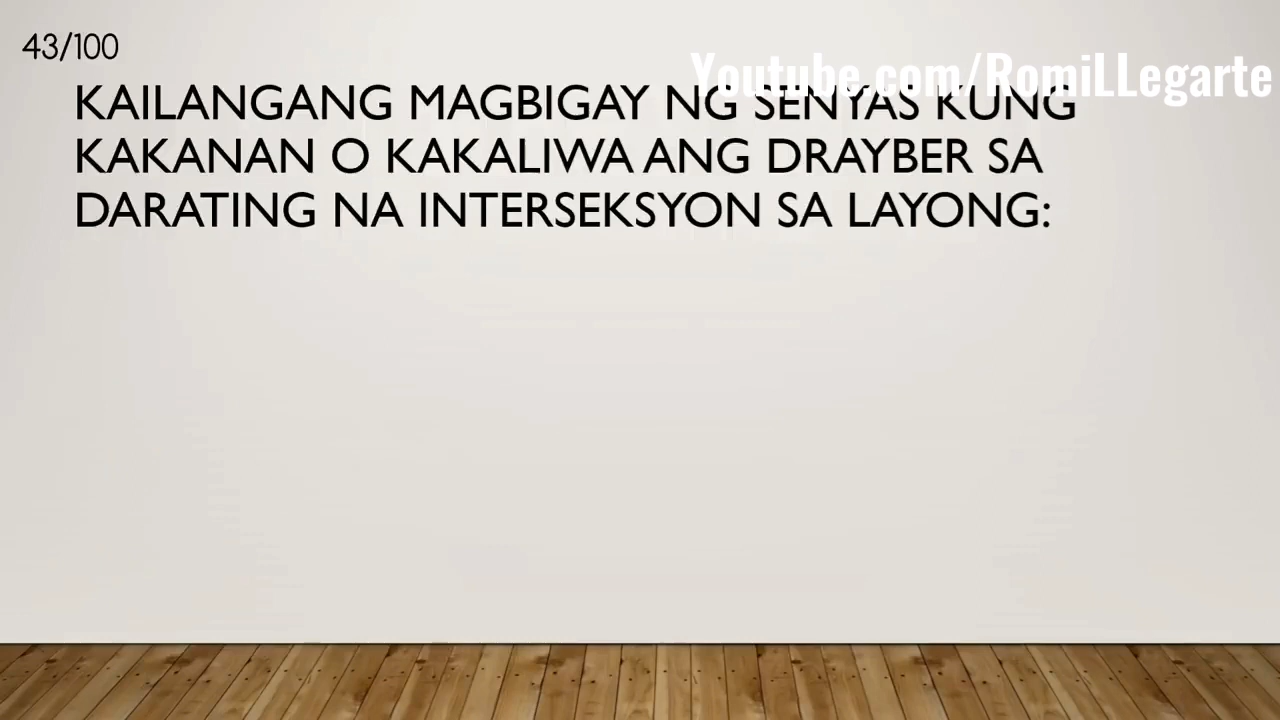 43/100
Youtube.com/RomiLLegarte
KAILANGANG MAGBIGAY NG SENYAS KUNG
KAKANAN O KAKALIWA ANG DRAYBER SA
DARATING NA INTERSEKSYON SA LAYONG: